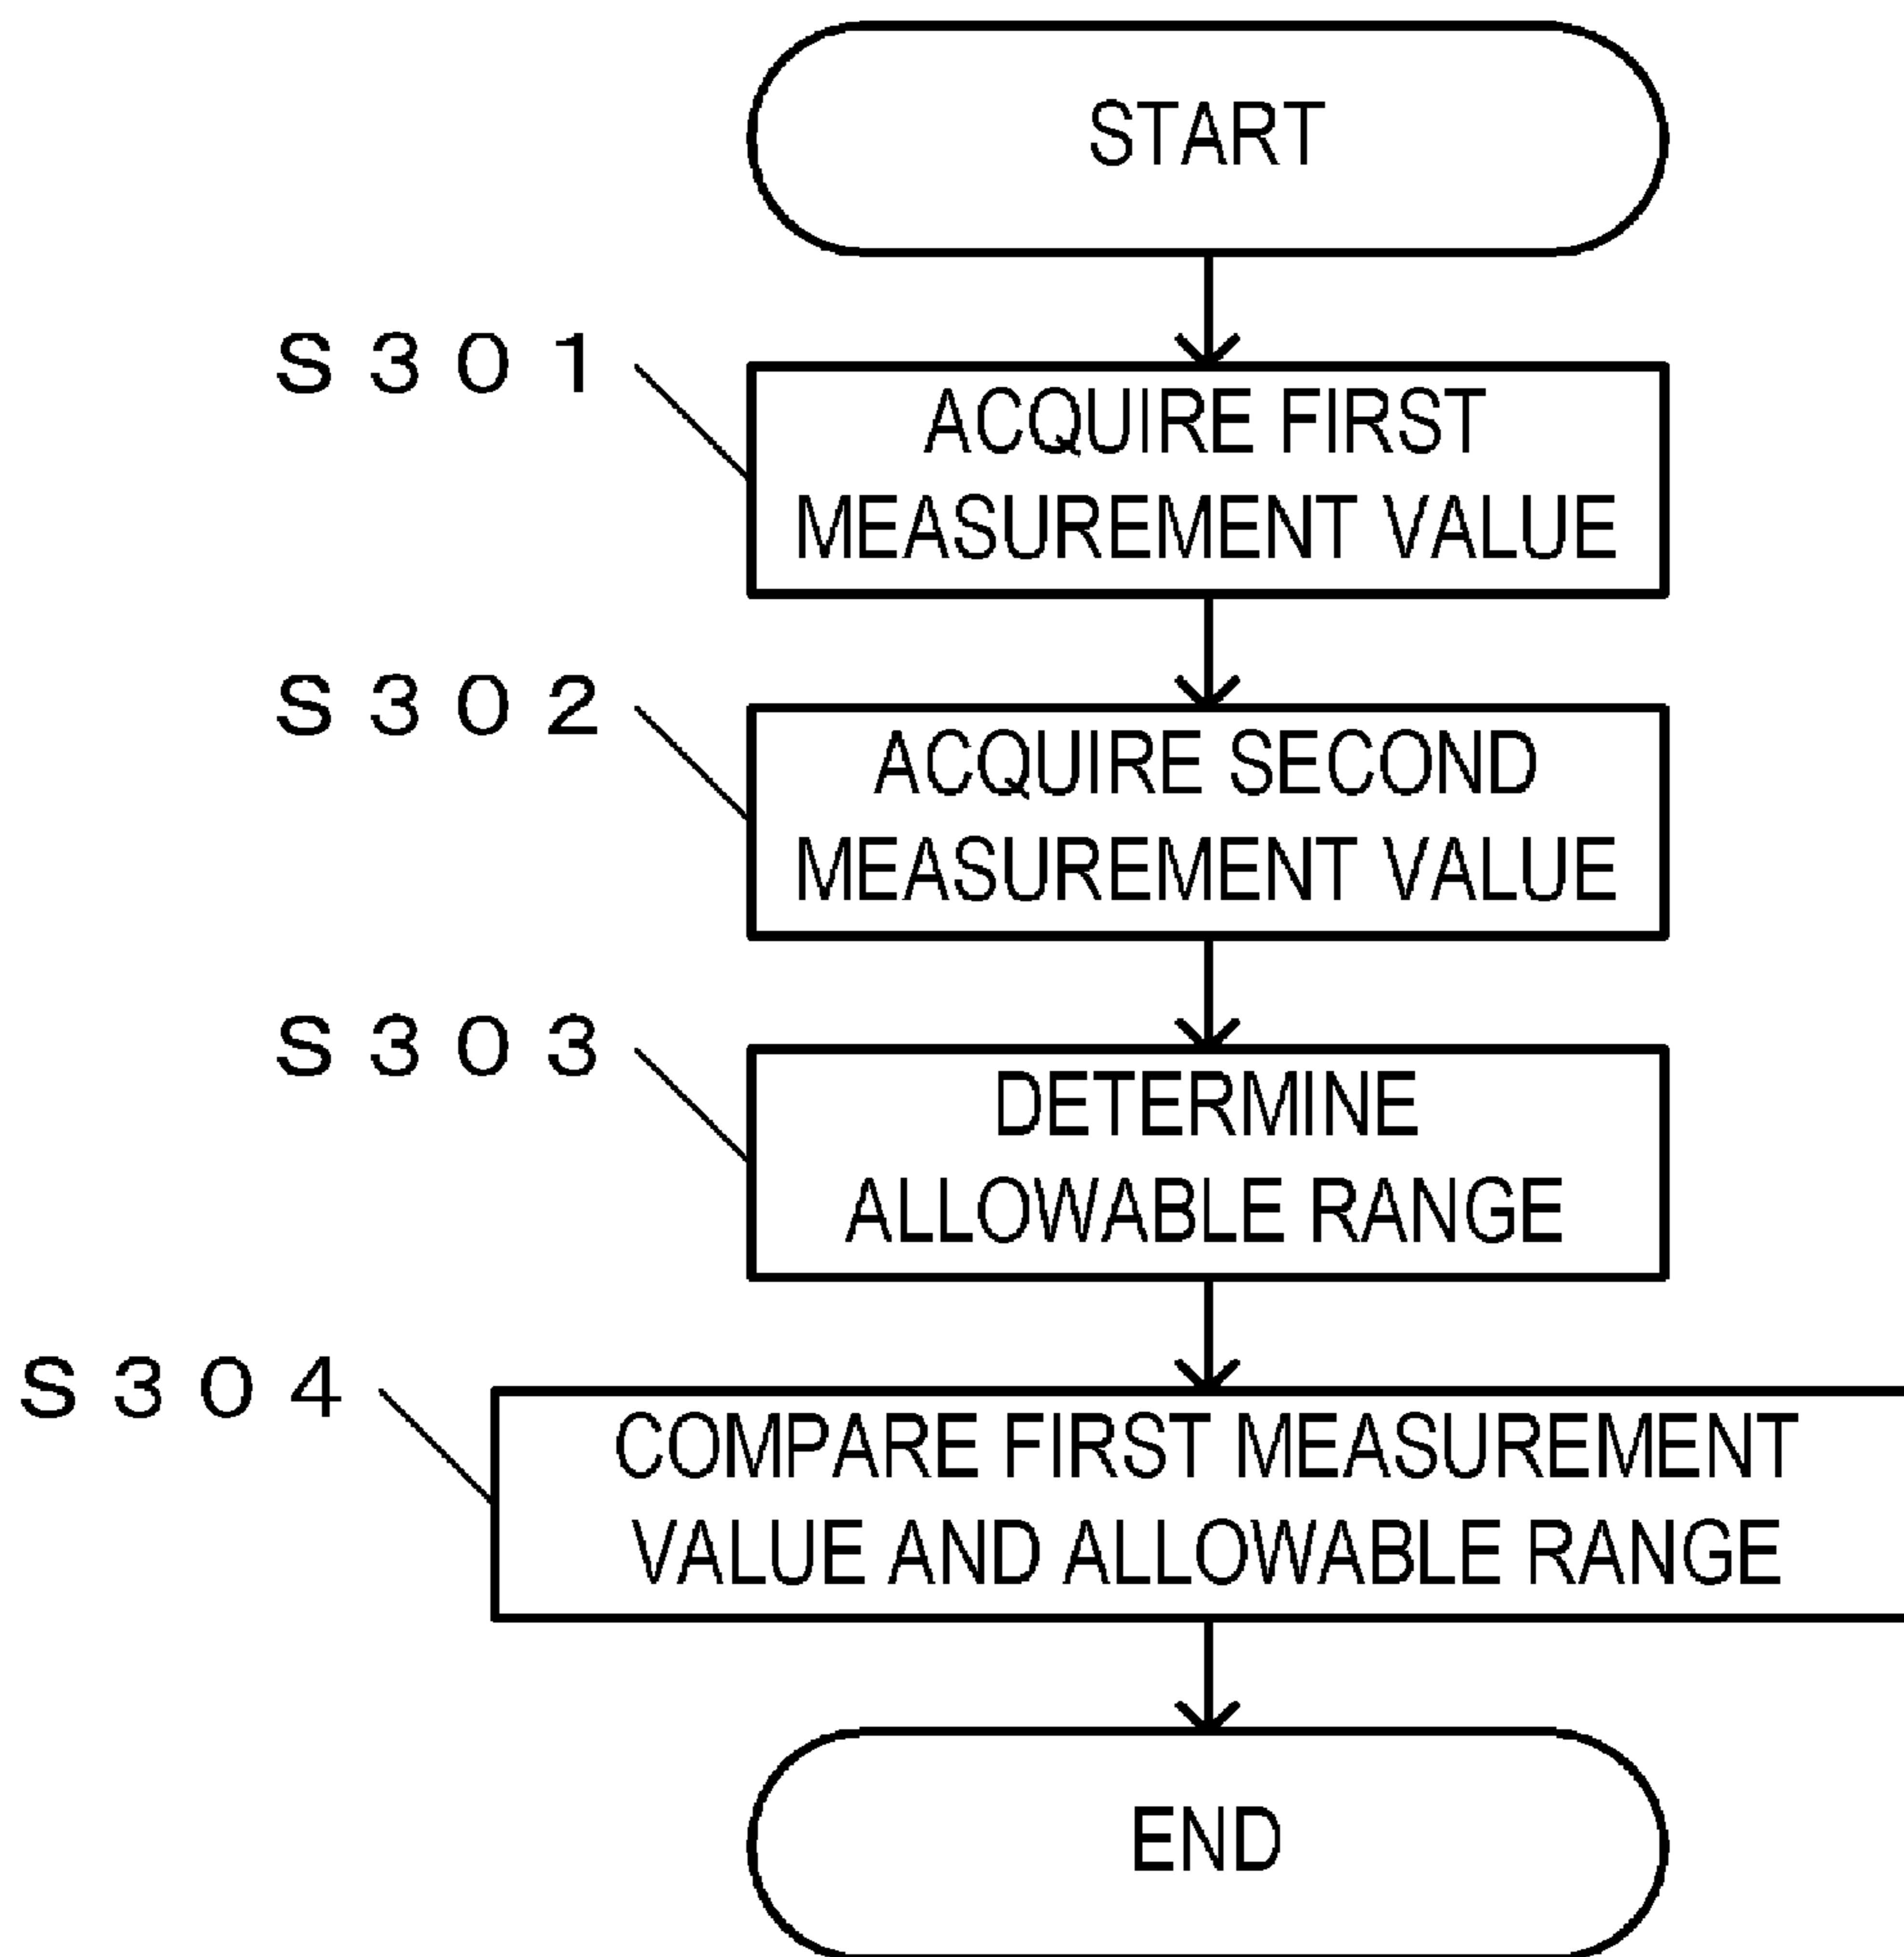 START
S301
ACQUIRE FIRST
MEASUREMENT VALUE
S302
ACQUIRE SECOND
MEASUREMENT VALUE
S303
DETERMINE
ALLOWABLE RANGE
S304
COMPARE FIRST MEASUREMENT
VALUE AND ALLOWABLE RANGE
END